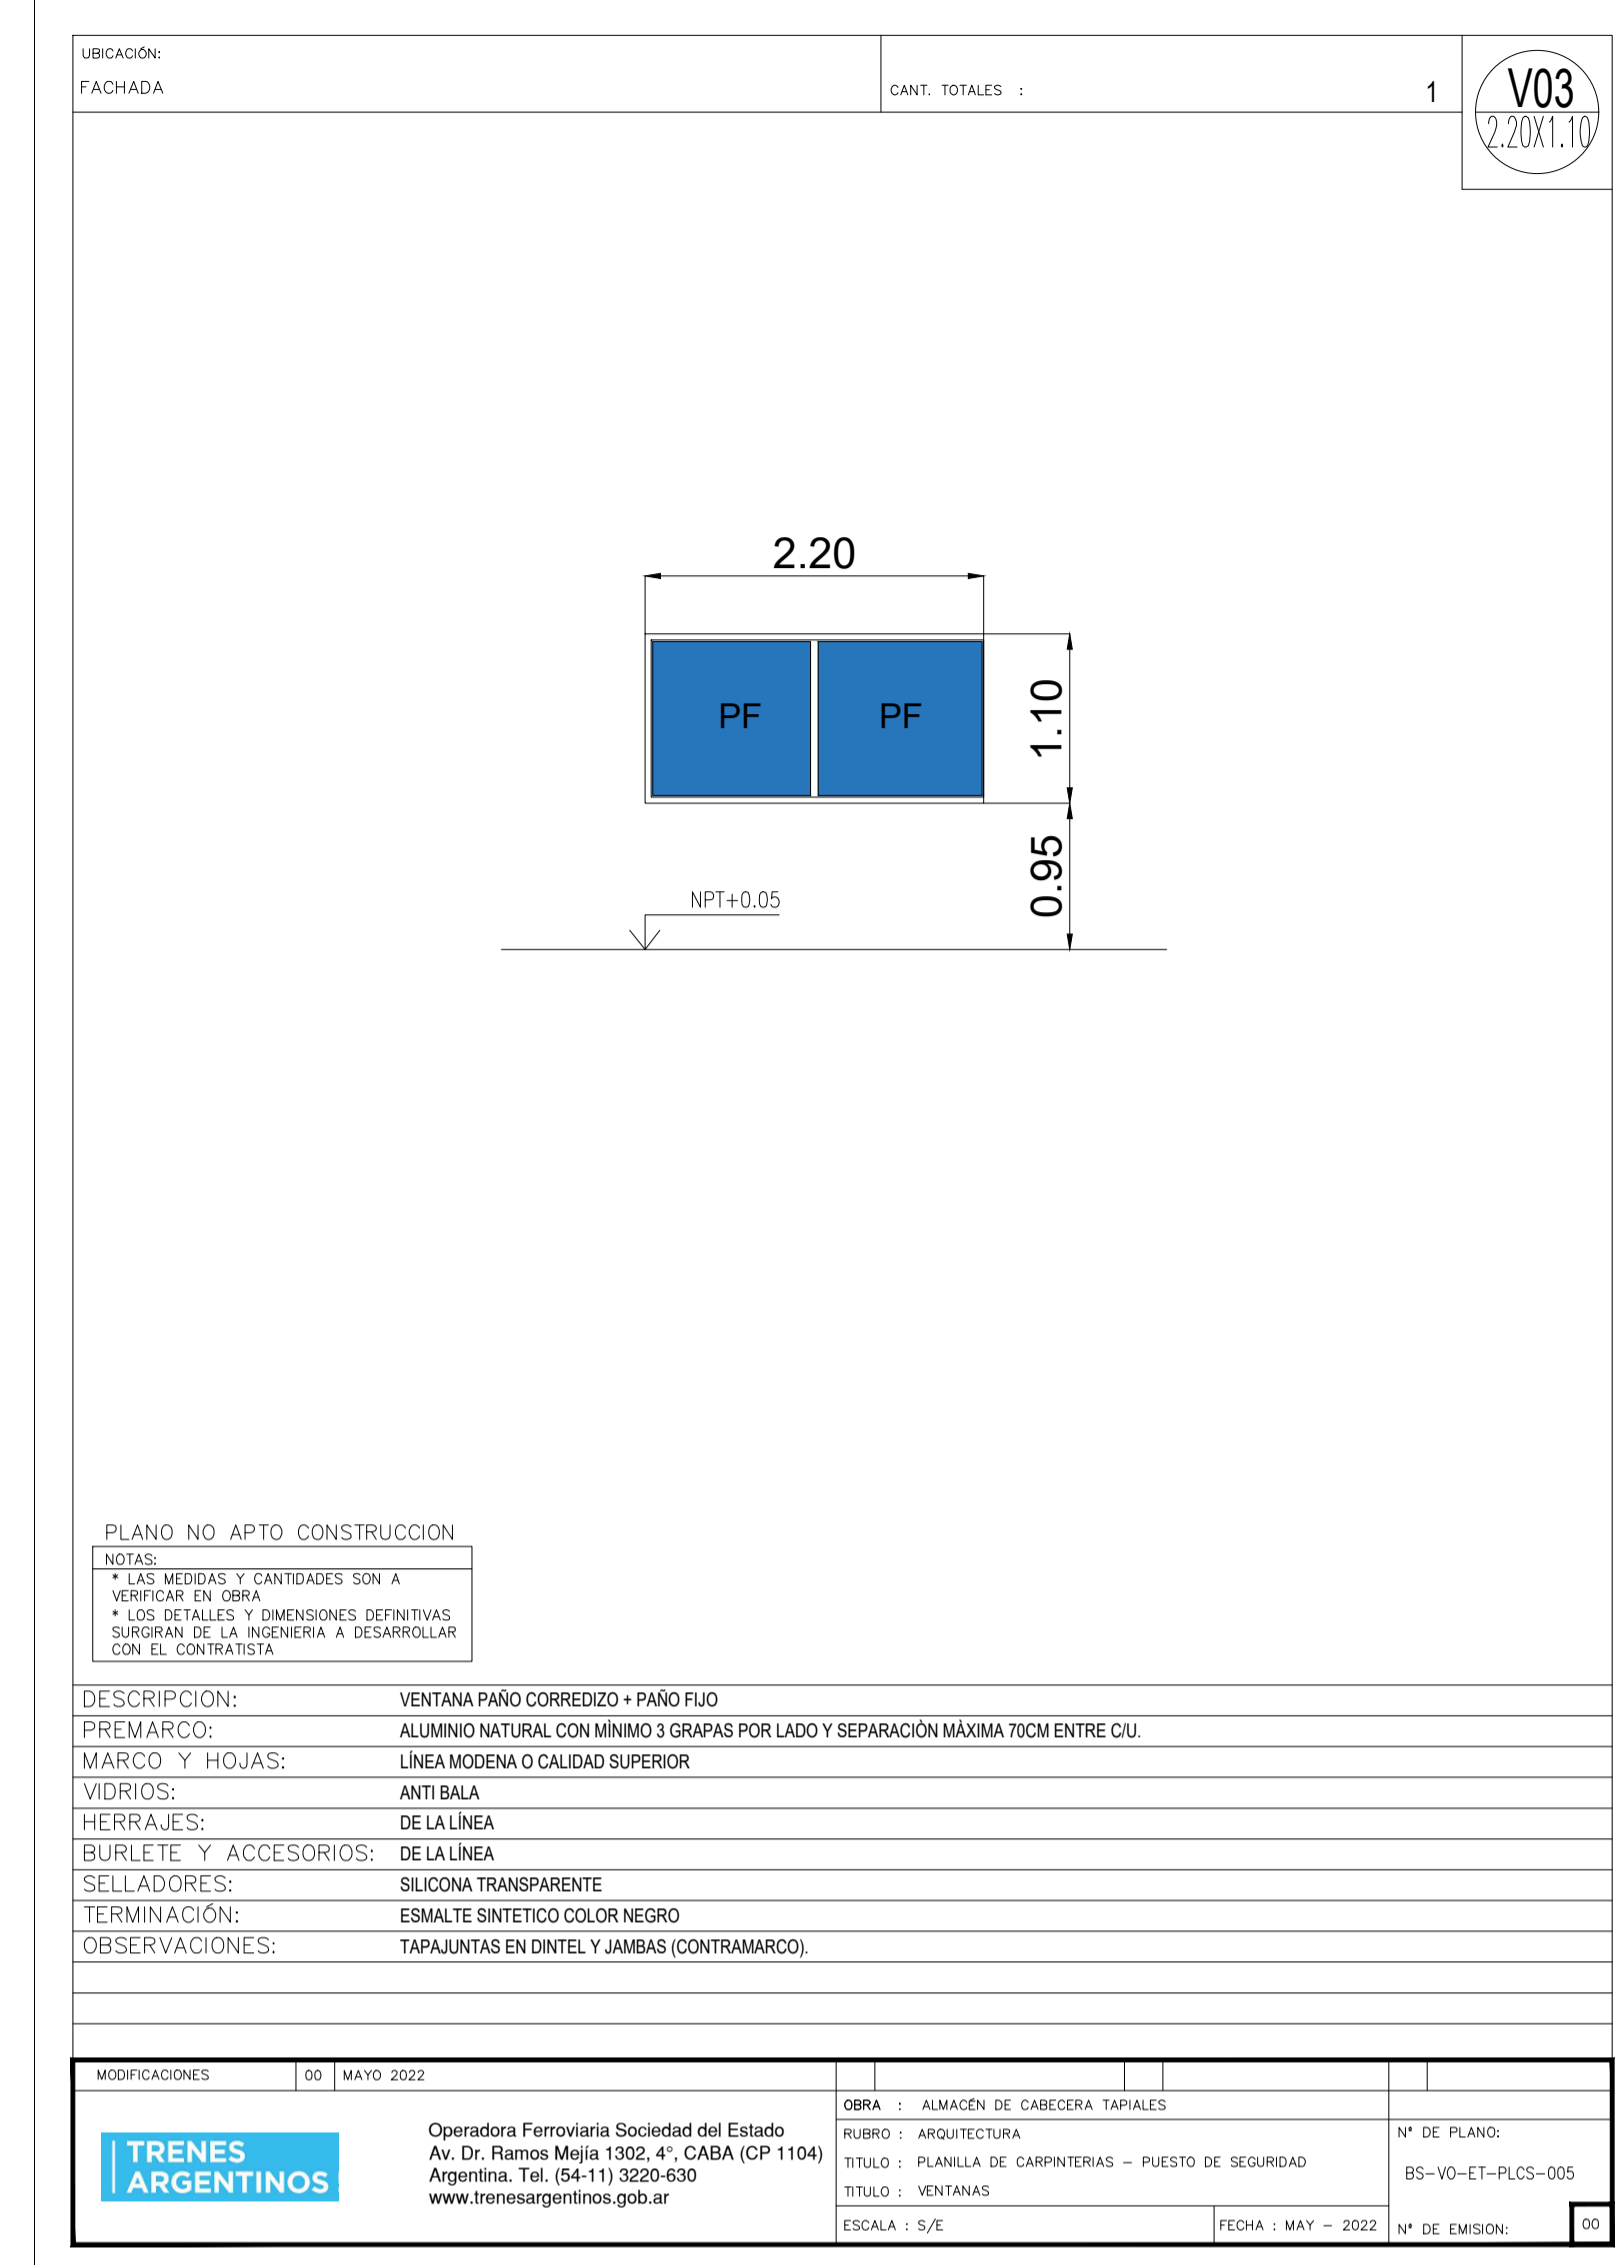 UBICACIÓN:
FACHADA
CANT. TOTALES :
1
V03
2.20X1.10
2.20
PF
PF
1.10
0.95
NPT+0.05
PLANO NO APTO CONSTRUCCION
NOTAS:
* LAS MEDIDAS Y CANTIDADES SON A
VERIFICAR EN OBRA
* LOS DETALLES Y DIMENSIONES DEFINITIVAS
SURGIRAN DE LA INGENIERIA A DESARROLLAR
CON EL CONTRATISTA
DESCRIPCION: VENTANA PAÑO CORREDIZO + PAÑO FIJO
PREMARCO: ALUMINIO NATURAL CON MÌNIMO 3 GRAPAS POR LADO Y SEPARACIÒN MÀXIMA 70CM ENTRE C/U.
MARCO Y HOJAS: LÍNEA MODENA O CALIDAD SUPERIOR
VIDRIOS: ANTI BALA
HERRAJES: DE LA LÍNEA
BURLETE Y ACCESORIOS: DE LA LÍNEA
SELLADORES: SILICONA TRANSPARENTE
TERMINACIÓN: ESMALTE SINTETICO COLOR NEGRO
OBSERVACIONES: TAPAJUNTAS EN DINTEL Y JAMBAS (CONTRAMARCO).
MODIFICACIONES 00 MAYO 2022
TRENES
ARGENTINOS
Operadora Ferroviaria Sociedad del Estado
Av. Dr. Ramos Mejía 1302, 4°, CABA (CP 1104)
Argentina. Tel. (54-11) 3220-630
www.trenesargentinos.gob.ar
OBRA : ALMACÉN DE CABECERA TAPIALES
RUBRO : ARQUITECTURA
TITULO : PLANILLA DE CARPINTERIAS – PUESTO DE SEGURIDAD
TITULO : VENTANAS
ESCALA : S/E
FECHA : MAY – 2022
N° DE PLANO:
BS–VO–ET–PLCS–005
N° DE EMISION:
00